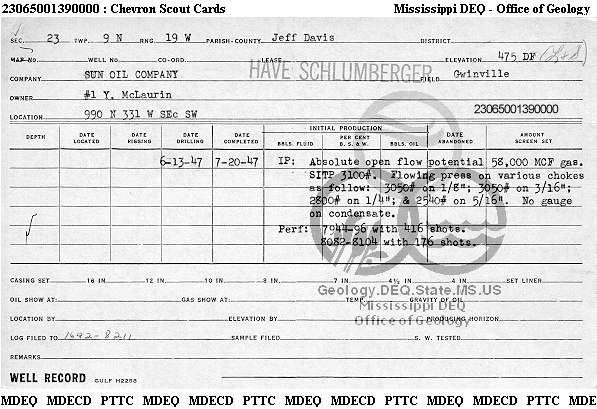 23065001390000 : Chevron Scout Cards Mississippi DEQ - Office of Geology
SEC. 23 TWP. 9 N RNG. 19 W PARISH-COUNTY Jeff Davis DISTRICT
MAP NO. WELL NO. CO-ORD. LEASE ELEVATION 475 DF (L&S)
COMPANY SUN OIL COMPANY HAVE SCHLUMBERGER FIELD Gwinville
OWNER #1 Y. McLaurin
LOCATION 990 N 331 W SEc SW 23065001390000
DEPTH DATE LOCATED DATE RIGGING DATE DRILLING DATE COMPLETED INITIAL PRODUCTION BBLS. FLUID PER CENT B. S. & W. BBLS. OIL DATE ABANDONED AMOUNT SCREEN SET
6-13-47 7-20-47 IP: Absolute open flow potential 58,000 MCF gas.
SITP 3100#. Flowing press on various chokes
as follow: 3050# on 1/8"; 3050# on 3/16";
2800# on 1/4"; & 2540# on 5/16". No gauge
on condensate.
Perf: 7944-96 with 416 shots.
8082-8104 with 176 shots.
CASING SET: 16 IN 12 IN 10 IN 8 IN 7 IN 4½ IN 4 IN SET LINER
Geology.DEQ.State.MS.US
OIL SHOW AT: GAS SHOW AT: TEMP. GRAVITY OF OIL
Mississippi DEQ
LOCATION BY ELEVATION BY PRODUCING HORIZON
Office of Geology
LOG FILED TO 1692-8211 SAMPLE FILED S. W. TESTED
REMARKS
WELL RECORD GULF H2258
MDEQ MDECD PTTC MDEQ MDECD PTTC MDEQ MDECD PTTC MDEQ MDECD PTTC MDEQ